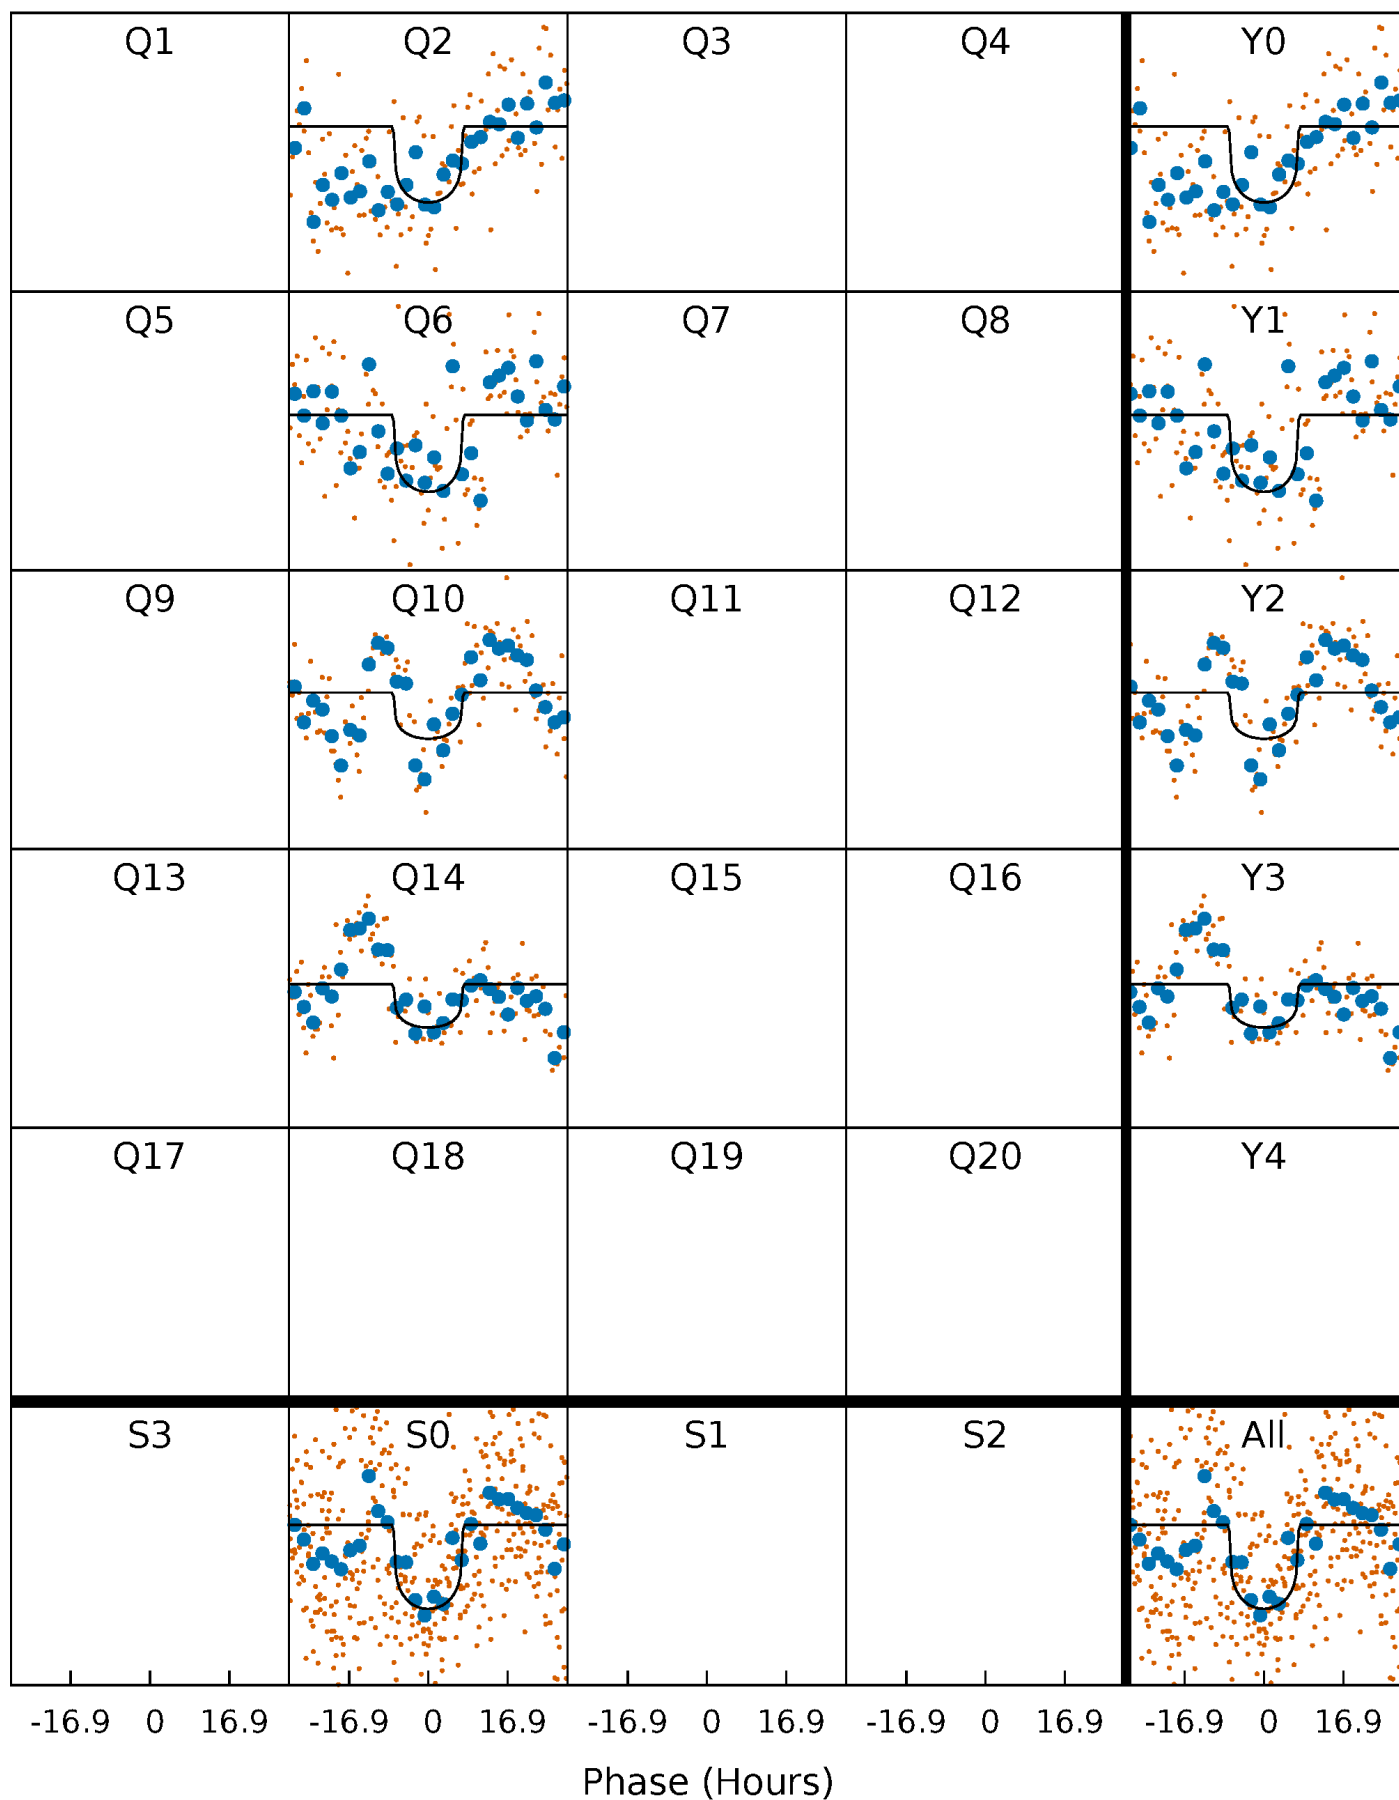 Q1 Q2 Q3 Q4 Y0
Q5 Q6 Q7 Q8 Y1
Q9 Q10 Q11 Q12 Y2
Q13 Q14 Q15 Q16 Y3
Q17 Q18 Q19 Q20 Y4
S3 S0 S1 S2 All
-16.9 0 16.9 -16.9 0 16.9 -16.9 0 16.9 -16.9 0 16.9 -16.9 0 16.9
Phase (Hours)